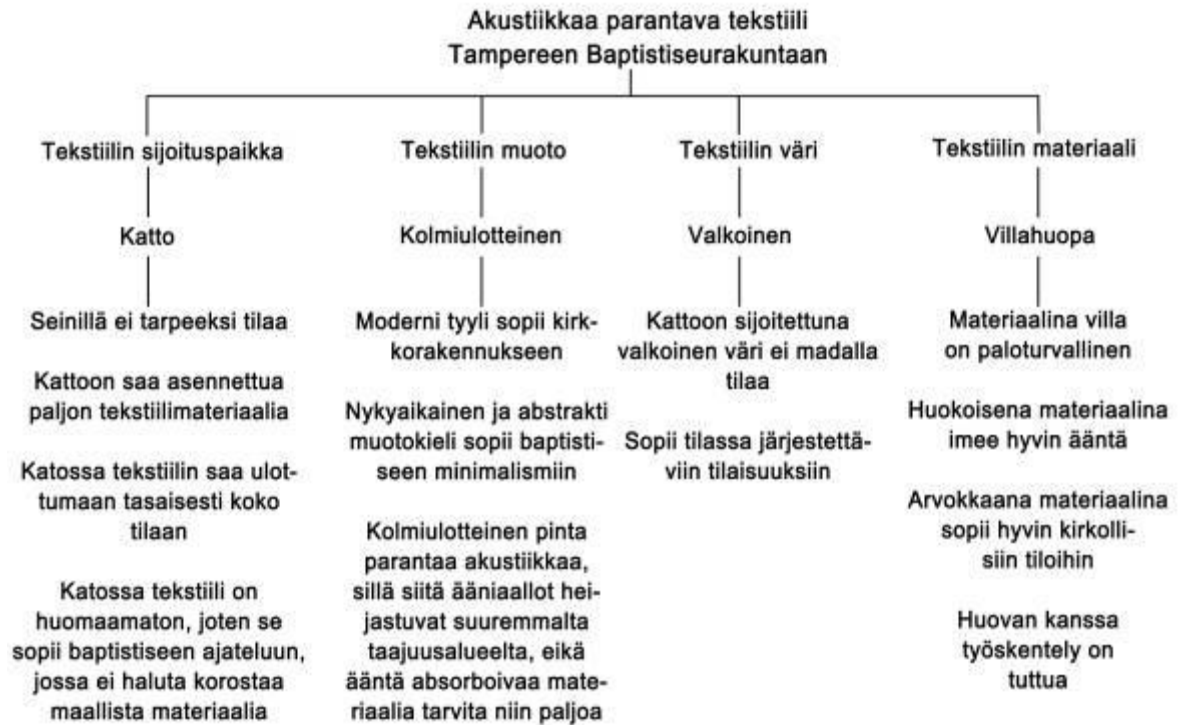 Akustiikkaa parantava tekstiili
Tampereen Baptistiseurakuntaan
Tekstiilin sijoituspaikka
Katto
Seinillä ei tarpeeksi tilaa
Kattoon saa asennettua
paljon tekstiilimateriaalia
Katossa tekstiilin saa ulot-
tumaan tasaisesti koko
tilaan
Katossa tekstiili on
huomaamaton, joten se
sopii baptistiseen ajateluun,
jossa ei haluta korostaa
maallista materiaalia
Tekstiilin muoto
Kolmiulotteinen
Moderni tyyli sopii kirk-
korakennukseen
Nykyaikainen ja abstrakti
muotokieli sopii baptisti-
seen minimalismiin
Kolmiulotteinen pinta
parantaa akustiikkaa,
sillä siitä ääniaallot hei-
jastuvat suuremmalta
taajuusalueelta, eikä
ääntä absorboivaa mate-
riaalia tarvita niin paljoa
Tekstiilin väri
Valkoinen
Kattoon sijoitettuna
valkoinen väri ei madalla
tilaa
Sopii tilassa järjestettä-
viin tilaisuuksiin
Tekstiilin materiaali
Villahuopa
Materiaalina villa
on paloturvallinen
Huokoisena materiaalina
imee hyvin ääntä
Arvokkaana materiaalina
sopii hyvin kirkolli-
siin tiloihin
Huovan kanssa
työskentely on
tuttua